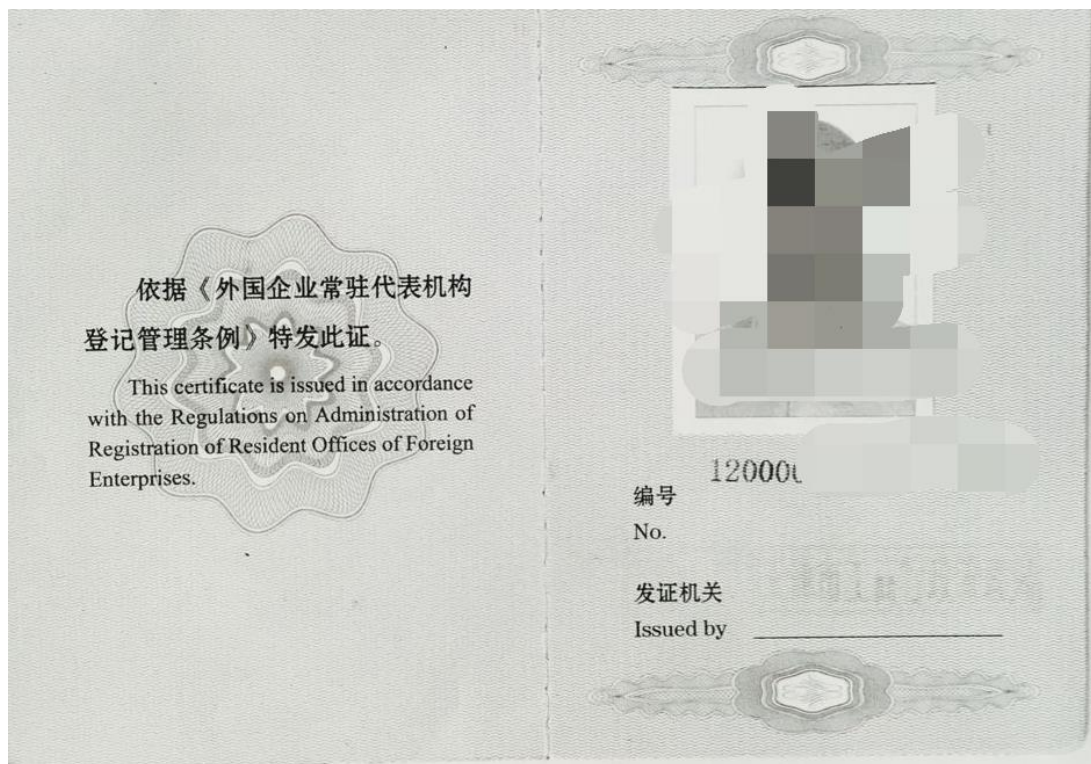 依据《外国企业常驻代表机构
登记管理条例》特发此证。
This certificate is issued in accordance
with the Regulations on Administration of
Registration of Resident Offices of Foreign
Enterprises.
12000
编号
No.
发证机关
Issued by